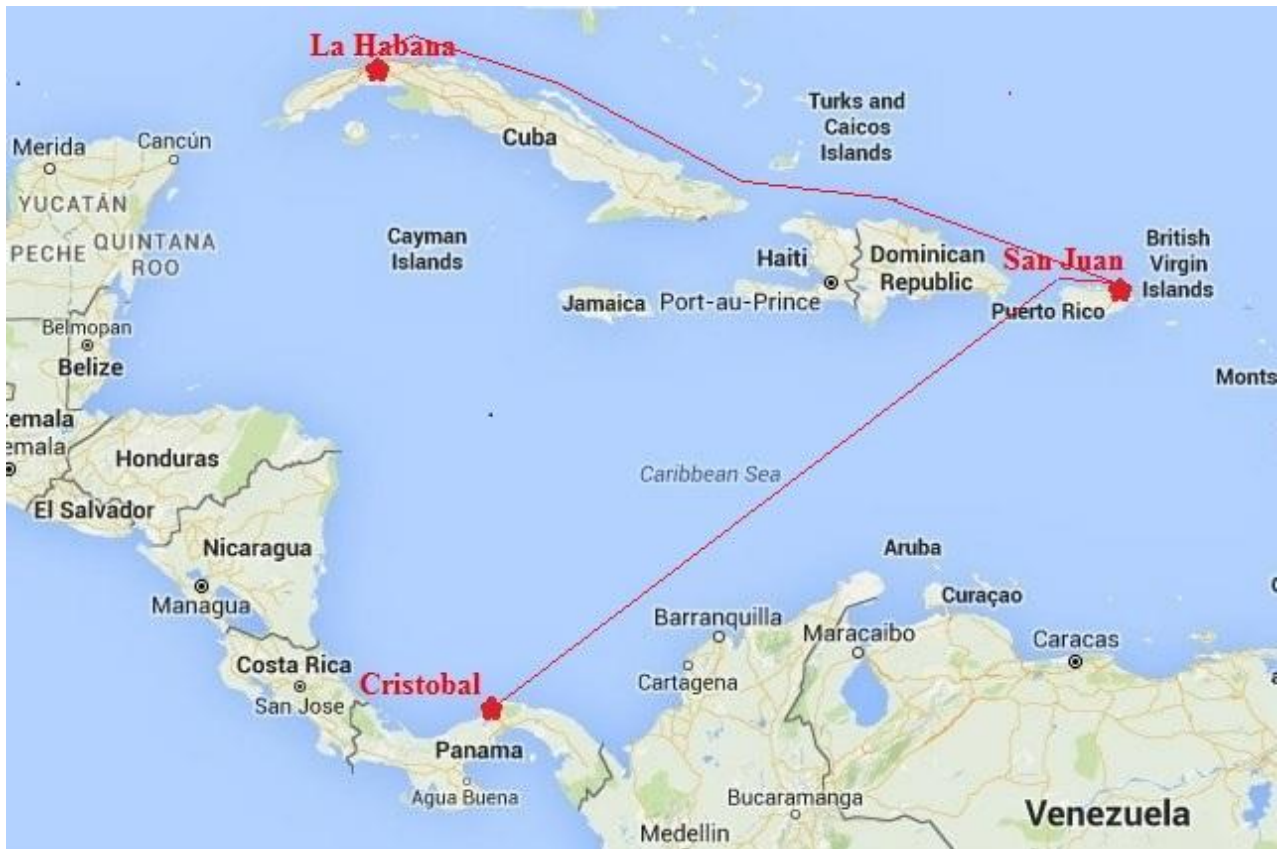 La Habana
Turks and
Caicos
Islands
Cuba
Cancún
Merida
YUCATÁN
PECHE
QUINTANA
ROO
Cayman
Islands
Haiti
Dominican
Republic
San Juan
British
Virgin
Islands
Jamaica
Port-au-Prince
Puerto Rico
Belmopan
Belize
Monts
temala
emala
Honduras
Caribbean Sea
El Salvador
Nicaragua
Aruba
Managua
Curaçao
Barranquilla
Maracaibo
Caracas
Costa Rica
San Jose
Cristobal
Cartagena
Panama
Agua Buena
Bucaramanga
Medellin
Venezuela